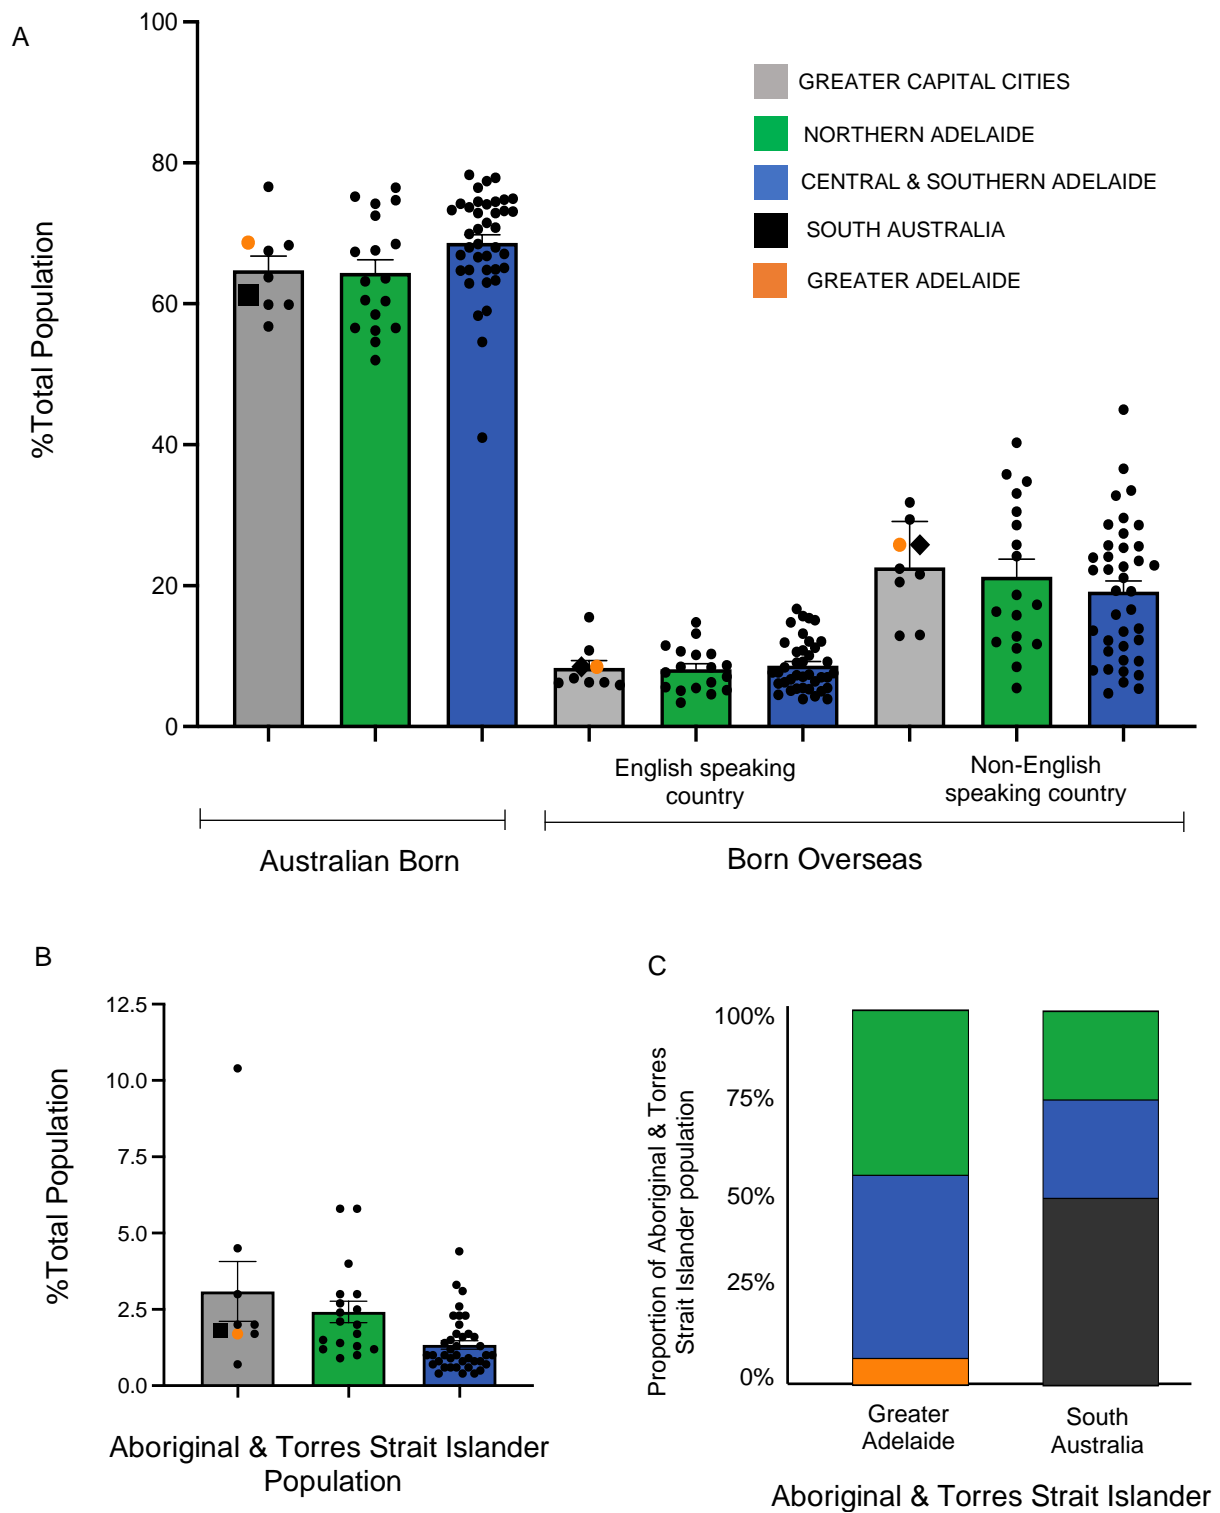 A
100
80
60
40
20
0
%Total Population
GREATER CAPITAL CITIES
NORTHERN ADELAIDE
CENTRAL & SOUTHERN ADELAIDE
SOUTH AUSTRALIA
GREATER ADELAIDE
English speaking
country
Non-English
speaking country
Australian Born
Born Overseas
B
12.5
10.0
7.5
5.0
2.5
0.0
%Total Population
Aboriginal & Torres Strait Islander
Population
C
100%
75%
50%
25%
0%
Proportion of Aboriginal & Torres
Strait Islander population
Greater
Adelaide
South
Australia
Aboriginal & Torres Strait Islander